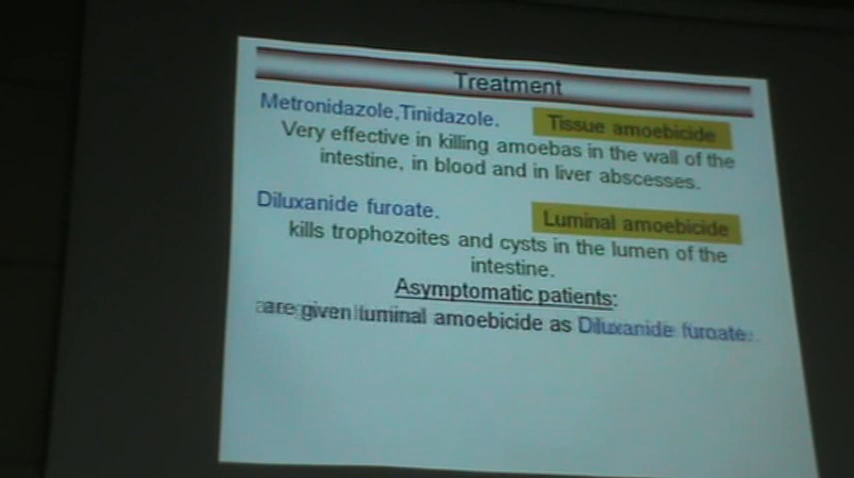 Treatment
Metronidazole,Tinidazole. Tissue amoebicide
Very effective in killing amoebas in the wall of the
intestine, in blood and in liver abscesses.
Diluxanide furoate. Luminal amoebicide
kills trophozoites and cysts in the lumen of the
intestine.
Asymptomatic patients:
are given luminal amoebicide as Diluxanide furoate.